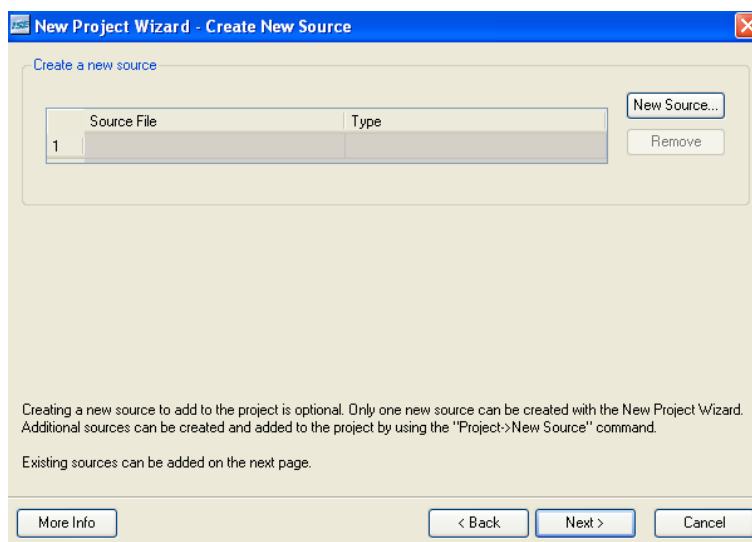 ISE New Project Wizard - Create New Source
Create a new source
Source File Type
New Source...
1
Remove
Creating a new source to add to the project is optional. Only one new source can be created with the New Project Wizard.
Additional sources can be created and added to the project by using the "Project->New Source" command.
Existing sources can be added on the next page.
More Info < Back Next > Cancel